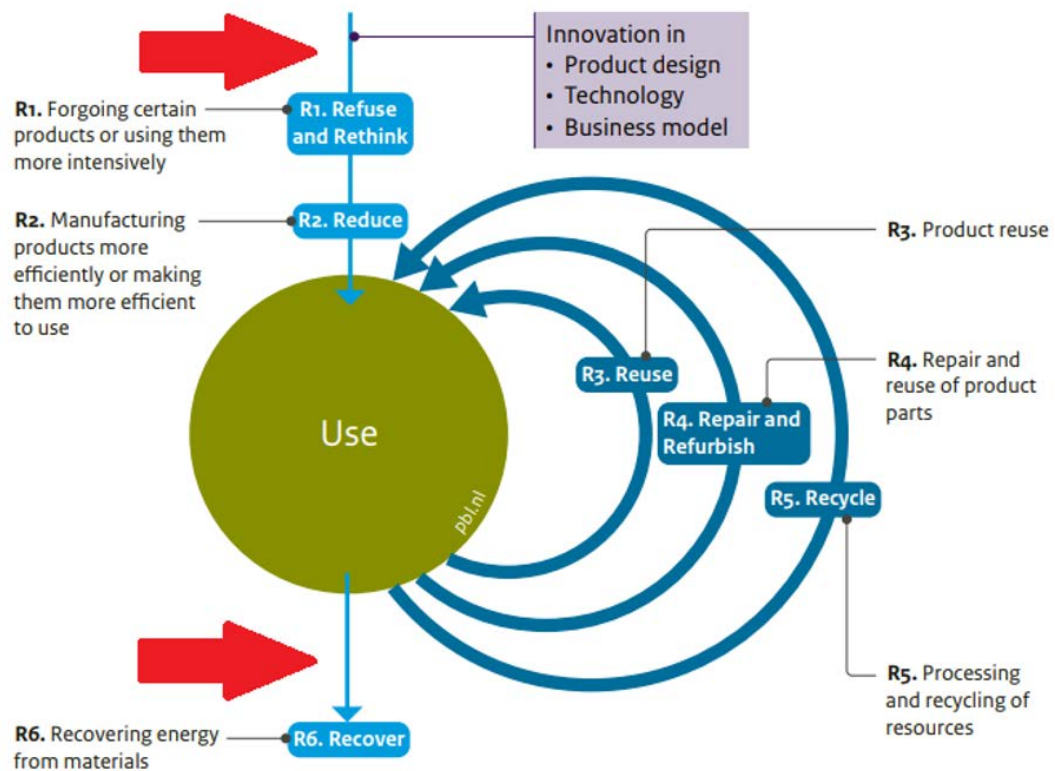 Innovation in
• Product design
• Technology
• Business model
R1. Forgoing certain
products or using them
more intensively
R1. Refuse
and Rethink
R2. Manufacturing
products more
efficiently or making
them more efficient
to use
R2. Reduce
R3. Product reuse
R3. Reuse
R4. Repair and
reuse of product
parts
R4. Repair and
Refurbish
Use
pbl.nl
R5. Recycle
R5. Processing
and recycling of
resources
R6. Recovering energy
from materials
R6. Recover